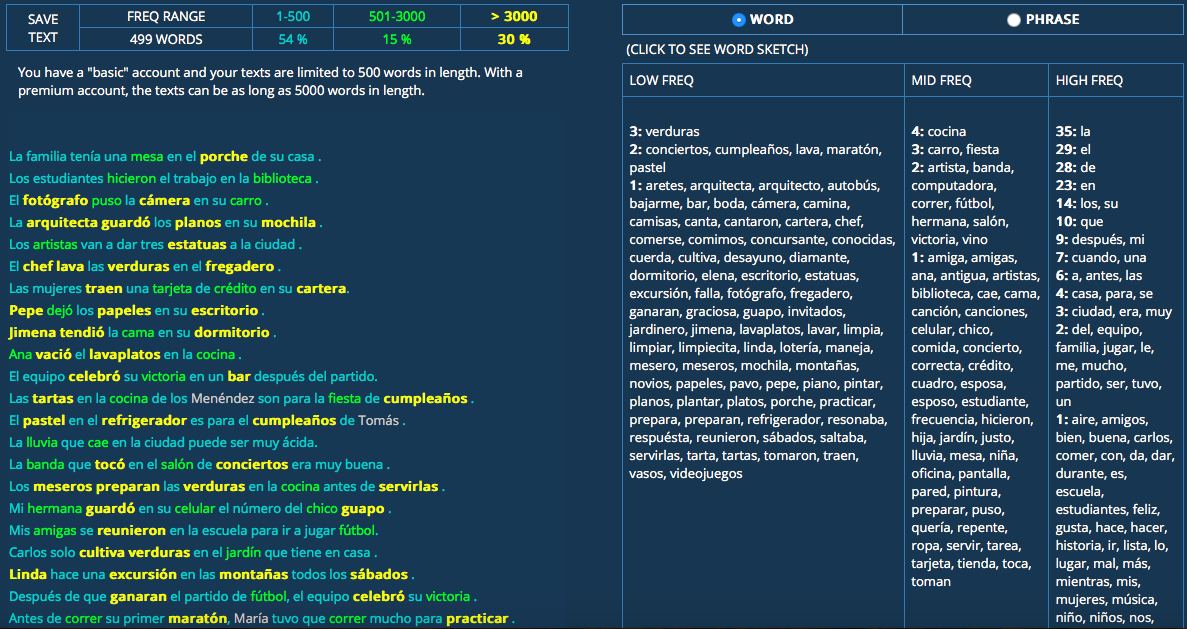 SAVE TEXT
FREQ RANGE 1-500 501-3000 > 3000
499 WORDS 54 % 15 % 30 %
You have a "basic" account and your texts are limited to 500 words in length. With a
premium account, the texts can be as long as 5000 words in length.
La familia tenía una mesa en el porche de su casa .
Los estudiantes hicieron el trabajo en la biblioteca .
El fotógrafo puso la cámera en su carro .
La arquitecta guardó los planos en su mochila .
Los artistas van a dar tres estatuas a la ciudad .
El chef lava las verduras en el fregadero .
Las mujeres traen una tarjeta de crédito en su cartera.
Pepe dejó los papeles en su escritorio .
Jimena tendió la cama en su dormitorio .
Ana vació el lavaplatos en la cocina .
El equipo celebró su victoria en un bar después del partido.
Las tartas en la cocina de los Menéndez son para la fiesta de cumpleaños .
El pastel en el refrigerador es para el cumpleaños de Tomás .
La lluvia que cae en la ciudad puede ser muy ácida.
La banda que tocó en el salón de conciertos era muy buena .
Los meseros preparan las verduras en la cocina antes de servirlas .
Mi hermana guardó en su celular el número del chico guapo .
Mis amigas se reunieron en la escuela para ir a jugar fútbol.
Carlos solo cultiva verduras en el jardín que tiene en casa .
Linda hace una excursión en las montañas todos los sábados .
Después de que ganaran el partido de fútbol, el equipo celebró su victoria .
Antes de correr su primer maratón, María tuvo que correr mucho para practicar .
WORD
PHRASE
(CLICK TO SEE WORD SKETCH)
LOW FREQ
3: verduras
2: conciertos, cumpleaños, lava, maratón,
pastel
1: aretes, arquitecta, arquitecto, autobús,
bajarme, bar, boda, cámera, camina,
camisas, canta, cantaron, cartera, chef,
comerse, comimos, concursante, conocidas,
cuerda, cultiva, desayuno, diamante,
dormitorio, elena, escritorio, estatuas,
excursión, falla, fotógrafo, fregadero,
ganaran, graciosa, guapo, invitados,
jardinero, jimena, lavaplatos, lavar, limpia,
limpiar, limpiecita, linda, lotería, maneja,
mesero, meseros, mochila, montañas,
novios, papeles, pavo, pepe, piano, pintar,
planos, plantar, platos, porche, practicar,
prepara, preparan, refrigerador, resonaba,
respuésta, reunieron, sábados, saltaba,
servirlas, tarta, tartas, tomaron, traen,
vasos, videojuegos
MID FREQ
4: cocina
3: carro, fiesta
2: artista, banda,
computadora,
correr, fútbol,
hermana, salón,
victoria, vino
1: amiga, amigas,
ana, antigua, artistas,
biblioteca, cae, cama,
canción, canciones,
celular, chico,
comida, concierto,
correcta, crédito,
cuadro, esposa,
esposo, estudiante,
frecuencia, hicieron,
hija, jardín, justo,
lluvia, mesa, niña,
oficina, pantalla,
pared, pintura,
preparar, puso,
quería, repente,
ropa, servir, tarea,
tarjeta, tienda, toca,
toman
HIGH FREQ
35: la
29: el
28: de
23: en
14: los, su
10: que
9: después, mi
7: cuando, una
6: a, antes, las
4: casa, para, se
3: ciudad, era, muy
2: del, equipo,
familia, jugar, le,
me, mucho,
partido, ser, tuvo,
un
1: aire, amigos,
bien, buena, carlos,
comer, con, da, dar,
durante, es,
escuela,
estudiantes, feliz,
gusta, hace, hacer,
historia, ir, lista, lo,
lugar, mal, más,
mientras, mis,
mujeres, música,
niño, niños, nos,